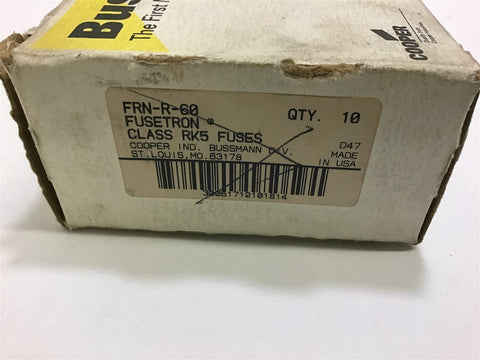 Bus
The First
COOPER
FRN-R-60 QTY. 10
FUSETRON
CLASS RK5 FUSES D47
COOPER IND. BUSSMANN DIV. MADE
ST.LOUIS,MO.63178 IN USA